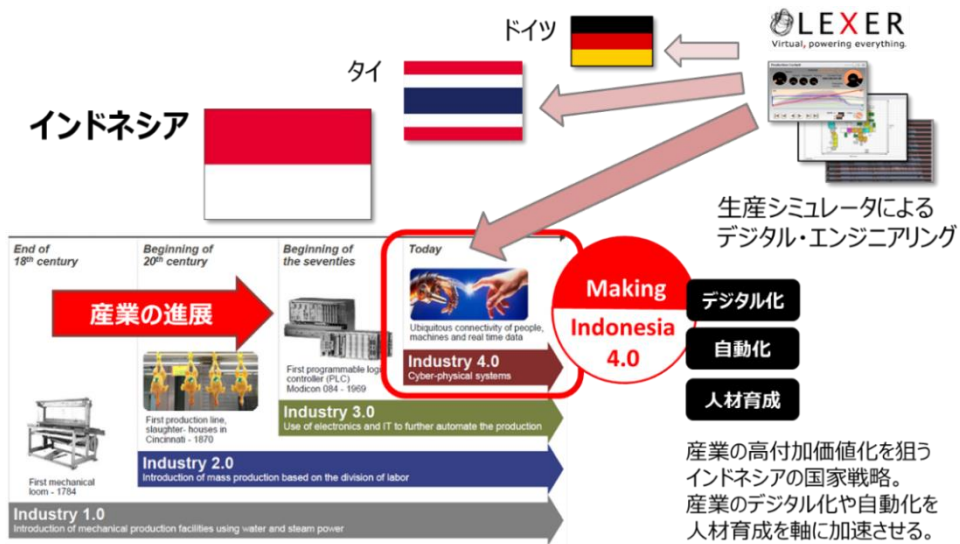 ドイツ
LEXER
Virtual, powering everything.
タイ
インドネシア
生産シミュレータによる
デジタル・エンジニアリング
End of
18th century
Beginning of
20th century
Beginning of
the seventies
Today
産業の進展
Ubiquitous connectivity of people,
machines and real time data
Industry 4.0
Cyber-physical systems
Making
Indonesia
4.0
デジタル化
自動化
人材育成
First programmable logi
controller (PLC)
Modicon 084 - 1969
Industry 3.0
Use of electronics and IT to further automate the production
First production line,
slaughter- houses in
Cincinnati - 1870
Industry 2.0
Introduction of mass production based on the division of labor
First mechanical
loom - 1784
Industry 1.0
Introduction of mechanical production facilities using water and steam power
産業の高付加価値化を狙う
インドネシアの国家戦略。
産業のデジタル化や自動化を
人材育成を軸に加速させる。